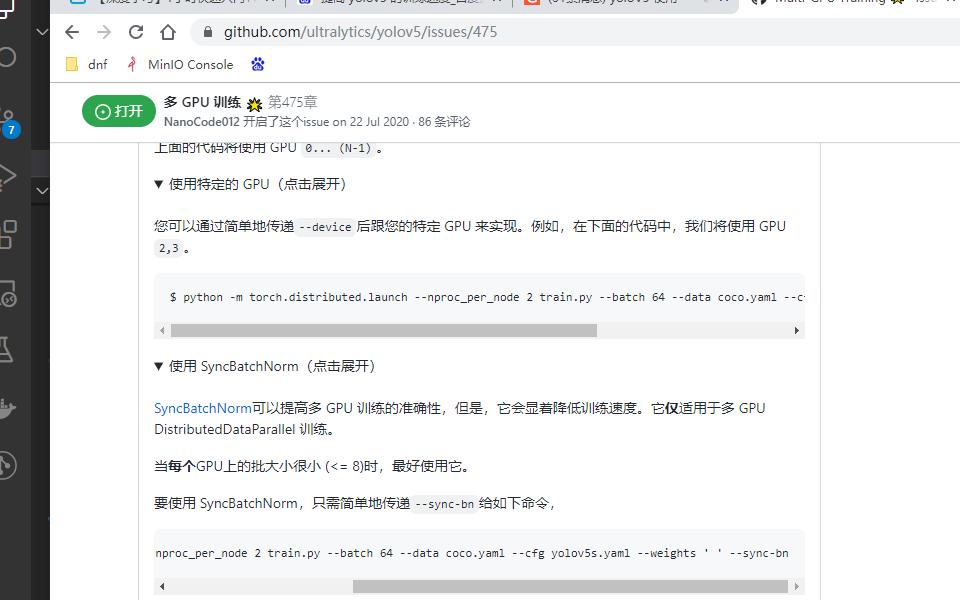 github.com/ultralytics/yolov5/issues/475
dnf MinIO Console
打开 多 GPU 训练 第475章
NanoCode012 开启了这个issue on 22 Jul 2020 · 86 条评论
7
上面的代码将使用 GPU 0... (N-1) 。
▼ 使用特定的 GPU（点击展开）
您可以通过简单地传递 --device 后跟您的特定 GPU 来实现。例如，在下面的代码中，我们将使用 GPU
2,3 。
$ python -m torch.distributed.launch --nproc_per_node 2 train.py --batch 64 --data coco.yaml
▼ 使用 SyncBatchNorm（点击展开）
SyncBatchNorm可以提高多 GPU 训练的准确性，但是，它会显着降低训练速度。它仅适用于多 GPU
DistributedDataParallel 训练。
当每个GPU上的批大小很小 (<= 8)时，最好使用它。
要使用 SyncBatchNorm，只需简单地传递 --sync-bn 给如下命令，
nproc_per_node 2 train.py --batch 64 --data coco.yaml --cfg yolov5s.yaml --weights ' ' --sync-bn